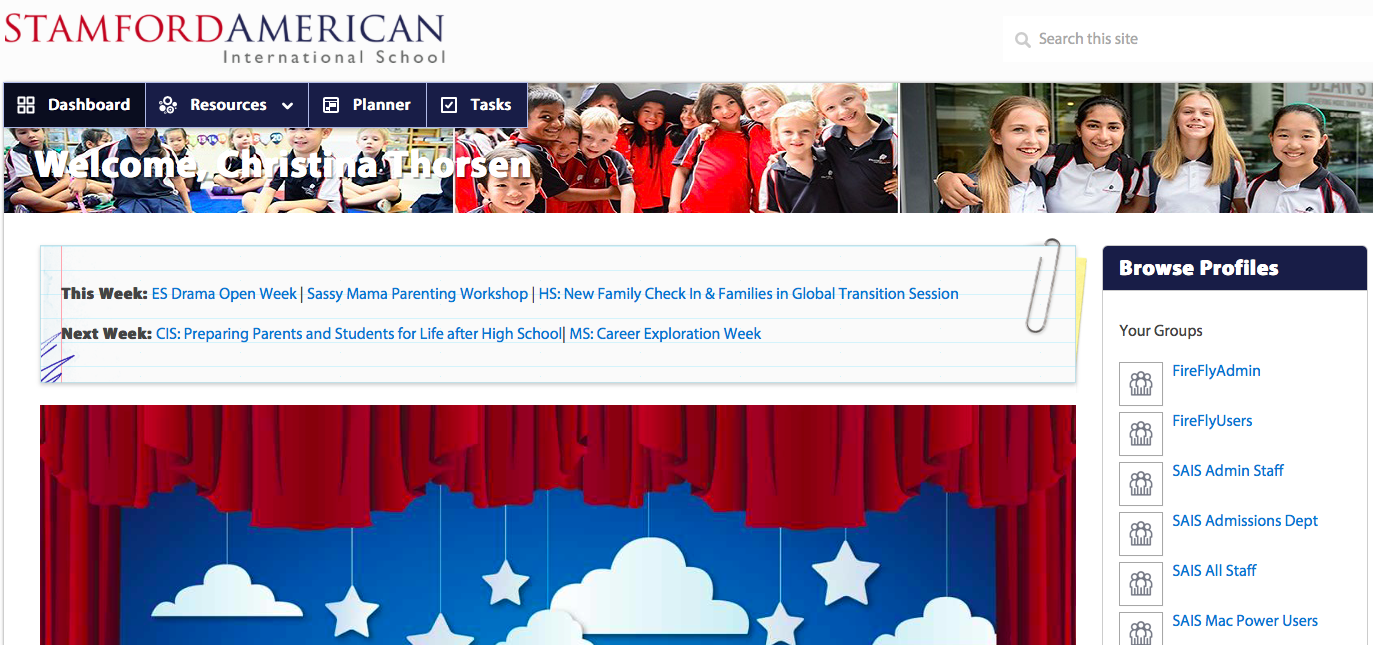 STAMFORDAMERICAN
International School
Search this site
Dashboard
Resources
Planner
Tasks
DEAN'S
Welcome, Christina Thorsen
This Week: ES Drama Open Week | Sassy Mama Parenting Workshop | HS: New Family Check In & Families in Global Transition Session
Next Week: CIS: Preparing Parents and Students for Life after High School| MS: Career Exploration Week
Browse Profiles
Your Groups
FireFlyAdmin
FireFlyUsers
SAIS Admin Staff
SAIS Admissions Dept
SAIS All Staff
SAIS Mac Power Users